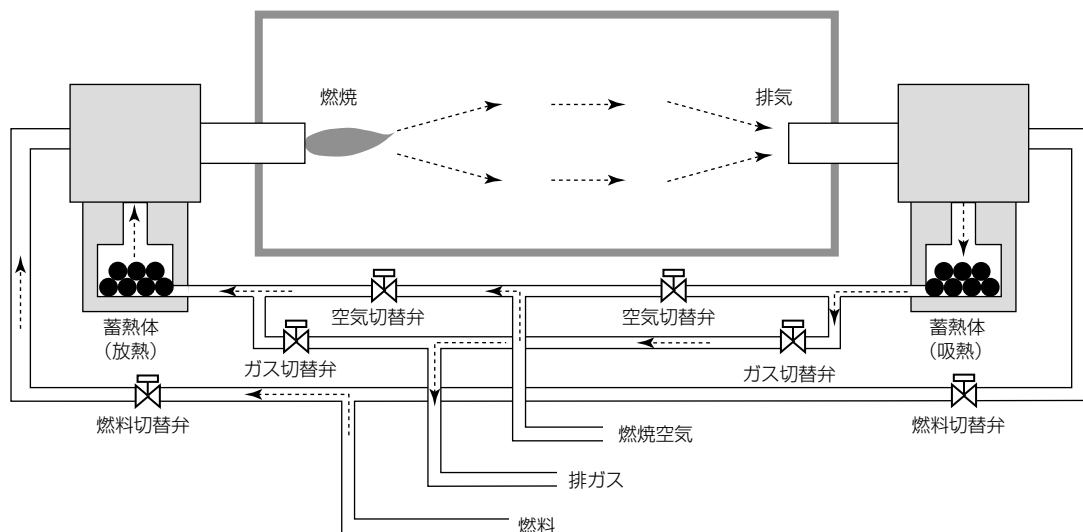 燃焼
排気
空気切替弁
空気切替弁
蓄熱体
（放熱）
蓄熱体
（吸熱）
ガス切替弁
ガス切替弁
燃料切替弁
燃料切替弁
燃焼空気
排ガス
燃料